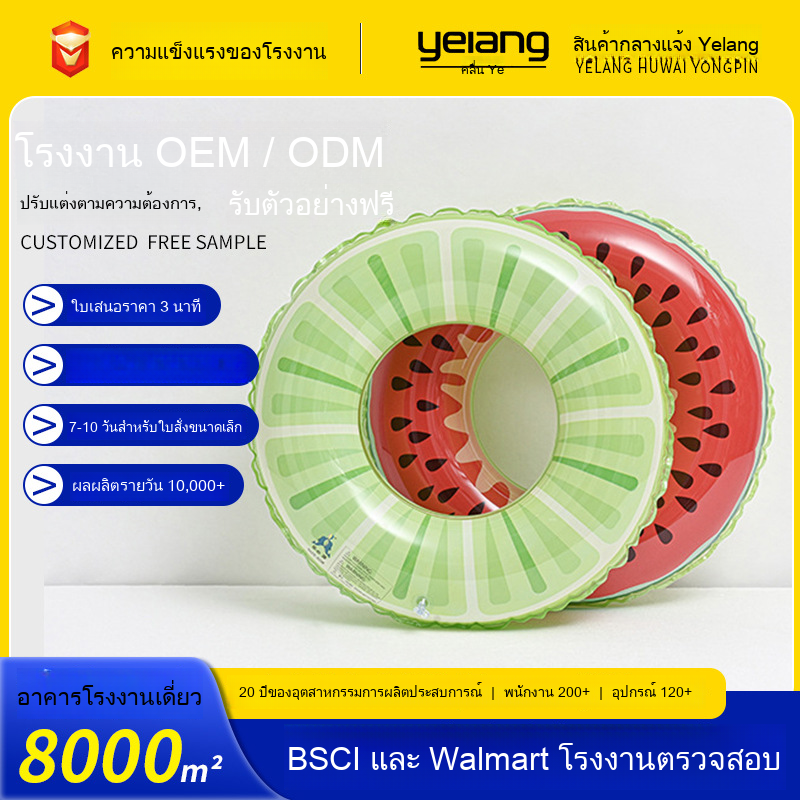 ความแข็งแรงของโรงงาน
yelang
คลื่น Ye
สินค้ากลางแจ้ง Yelang
YELANG HUWAI YONGPIN
โรงงาน OEM / ODM
ปรับแต่งตามความต้องการ, รับตัวอย่างฟรี
CUSTOMIZED FREE SAMPLE
ใบเสนอราคา 3 นาที
7-10 วันสำหรับใบสั่งขนาดเล็ก
ผลผลิตรายวัน 10,000+
อาคารโรงงานเดี่ยว
8000m²
20 ปีของอุตสาหกรรมการผลิตประสบการณ์ | พนักงาน 200+ | อุปกรณ์ 120+
BSCI และ Walmart โรงงานตรวจสอบ